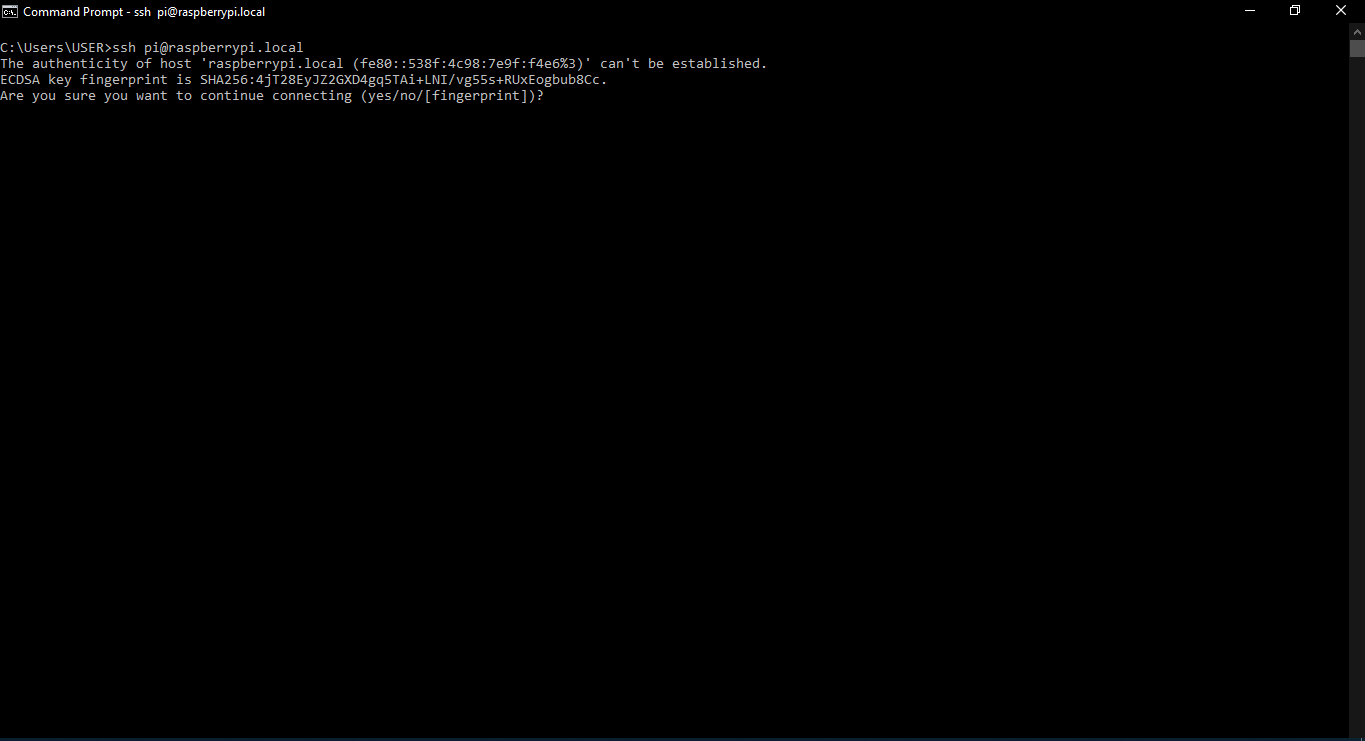 Command Prompt - ssh  pi@raspberrypi.local
C:\Users\USER>ssh pi@raspberrypi.local
The authenticity of host 'raspberrypi.local (fe80::538f:4c98:7e9f:f4e6%3)' can't be established.
ECDSA key fingerprint is SHA256:4jT28EyJZ2GXD4gq5TAi+LNI/vg55s+RUxEogbub8Cc.
Are you sure you want to continue connecting (yes/no/[fingerprint])?